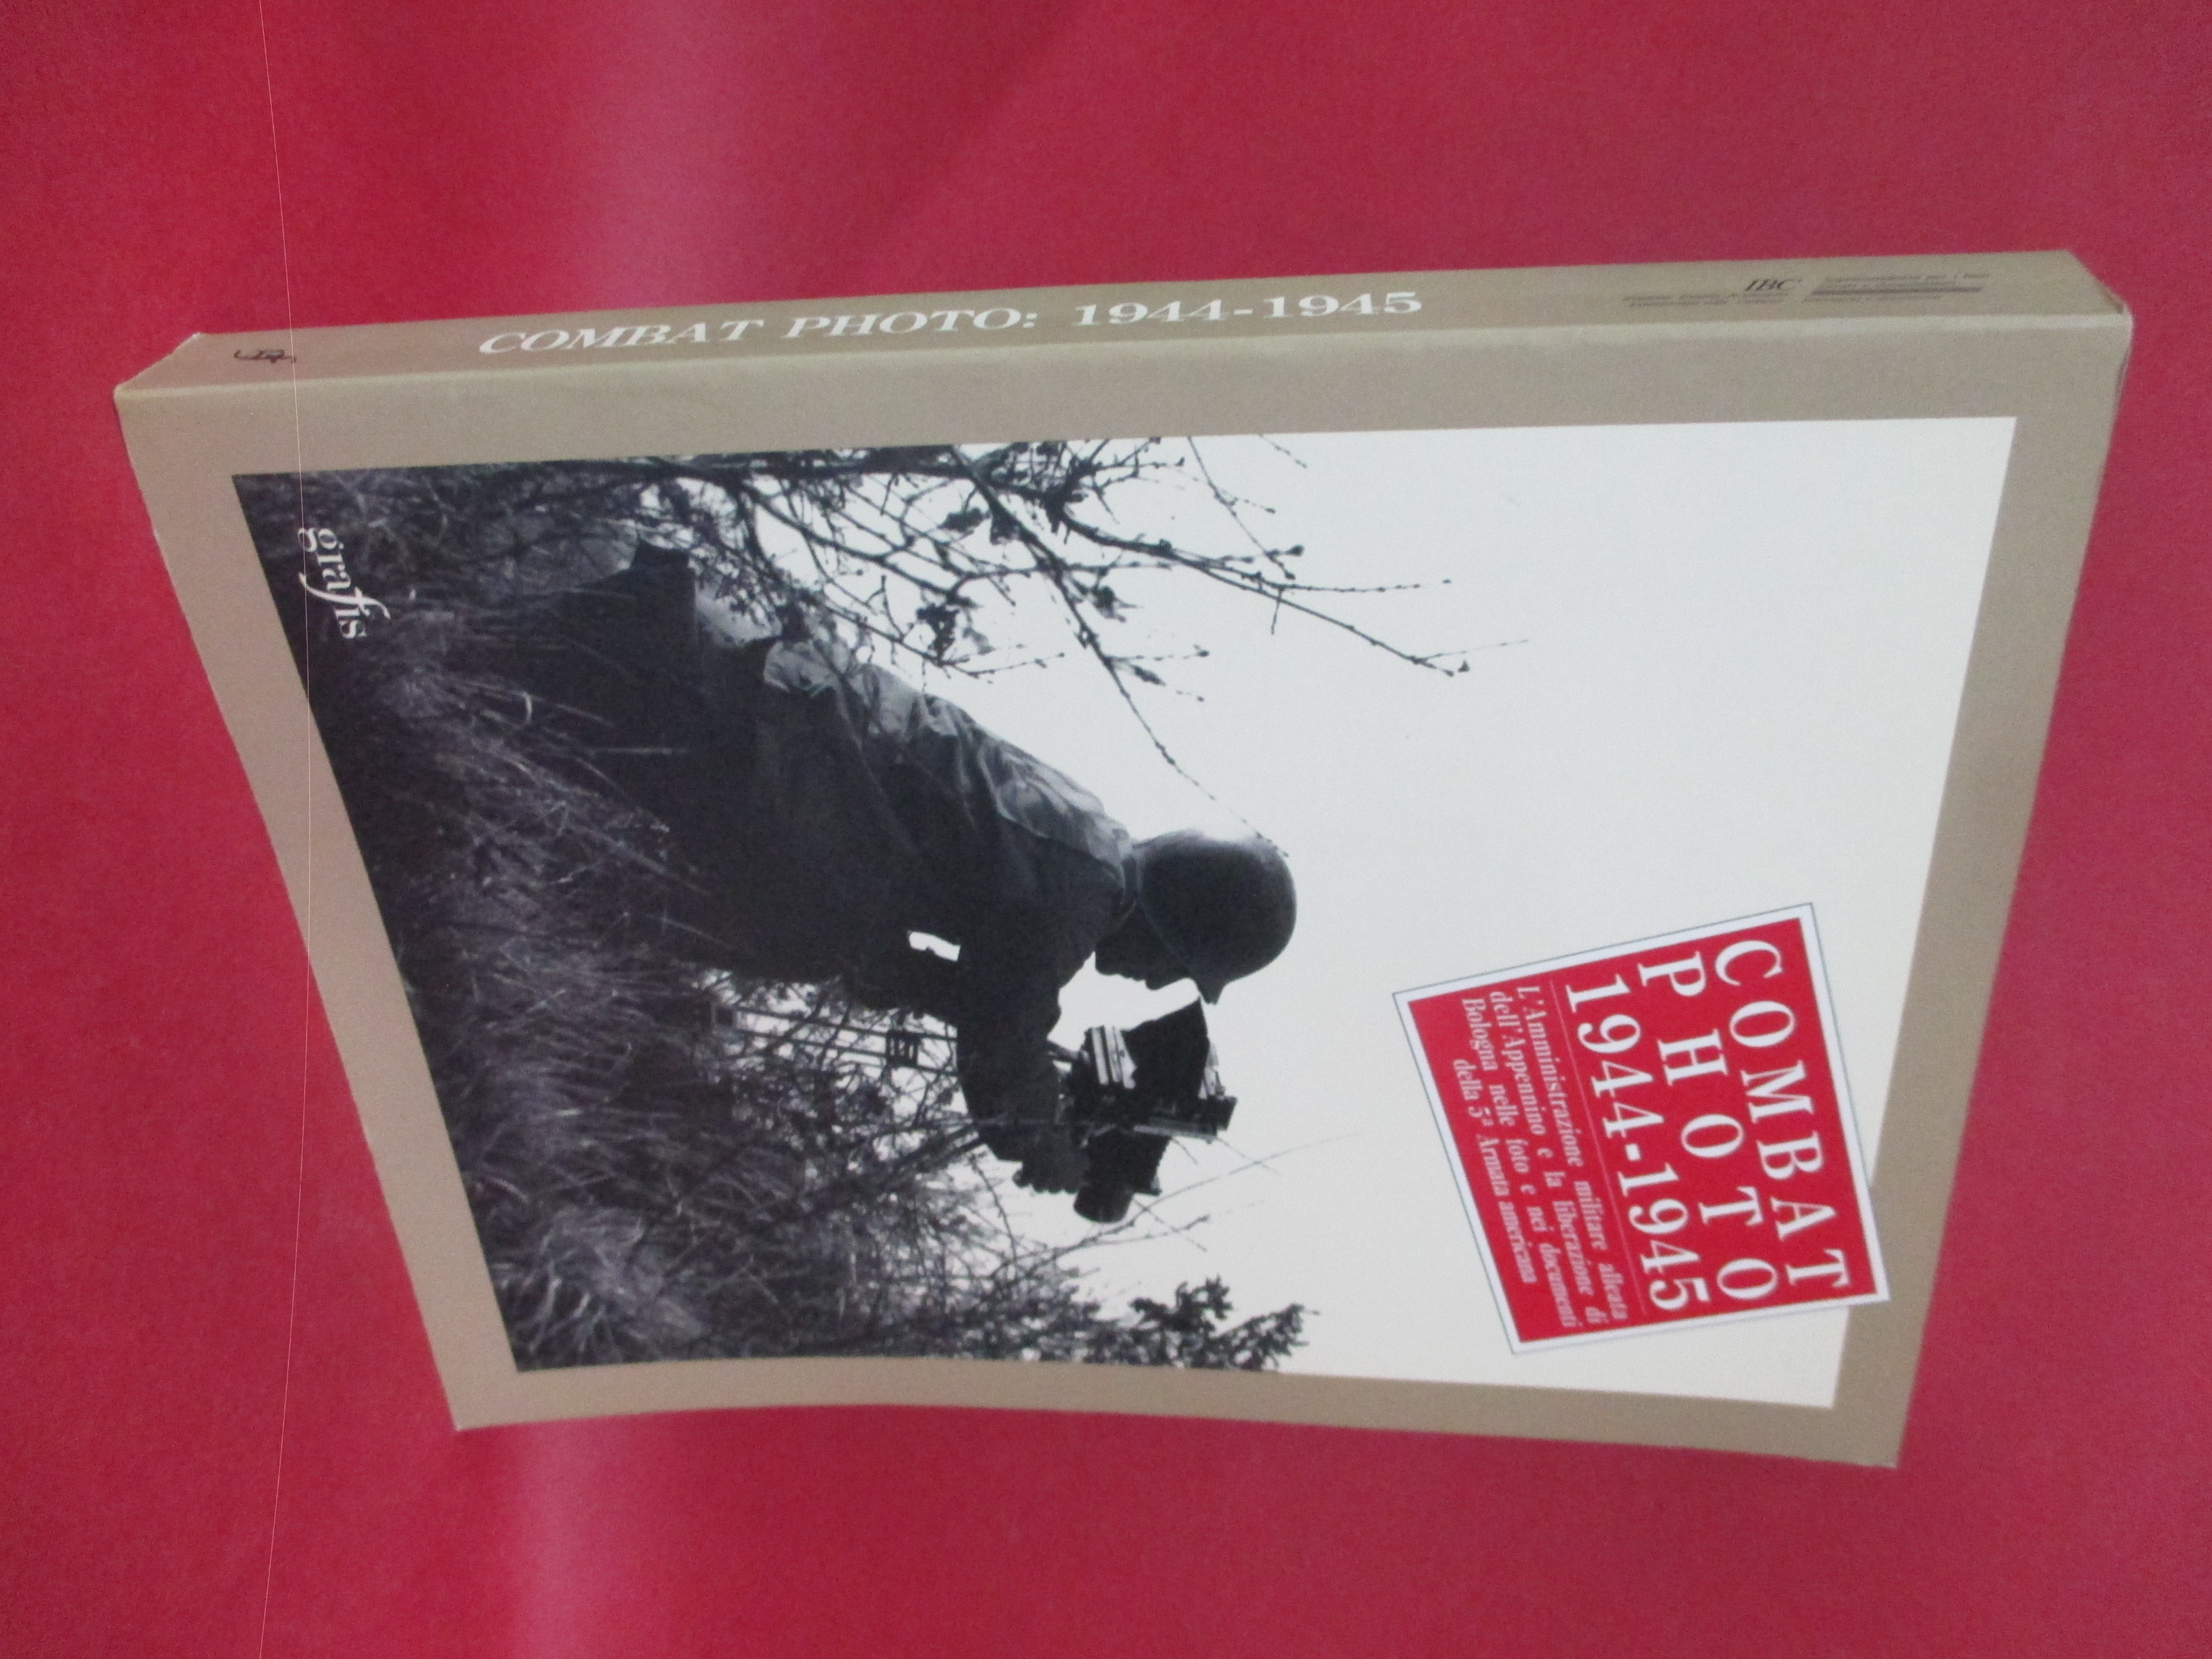 COMBAT PHOTO: 1944-1945
IBC
COMBAT
PHOTO
1944-1945
L'Amministrazione militare alleata
dell'Appennino e la liberazione di
Bologna nelle foto e nei documenti
della 5ª Armata americana
grafis